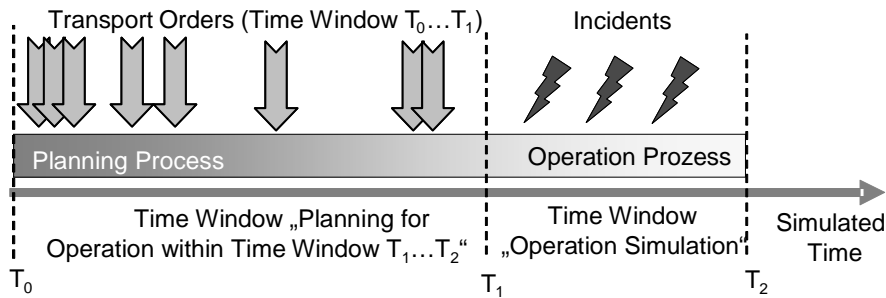 Transport Orders (Time Window T₀…T₁)
Incidents
Planning Process
Operation Prozess
Time Window „Planning for
Operation within Time Window T₁…T₂“
Time Window
„Operation Simulation“
Simulated
Time
T₀
T₁
T₂